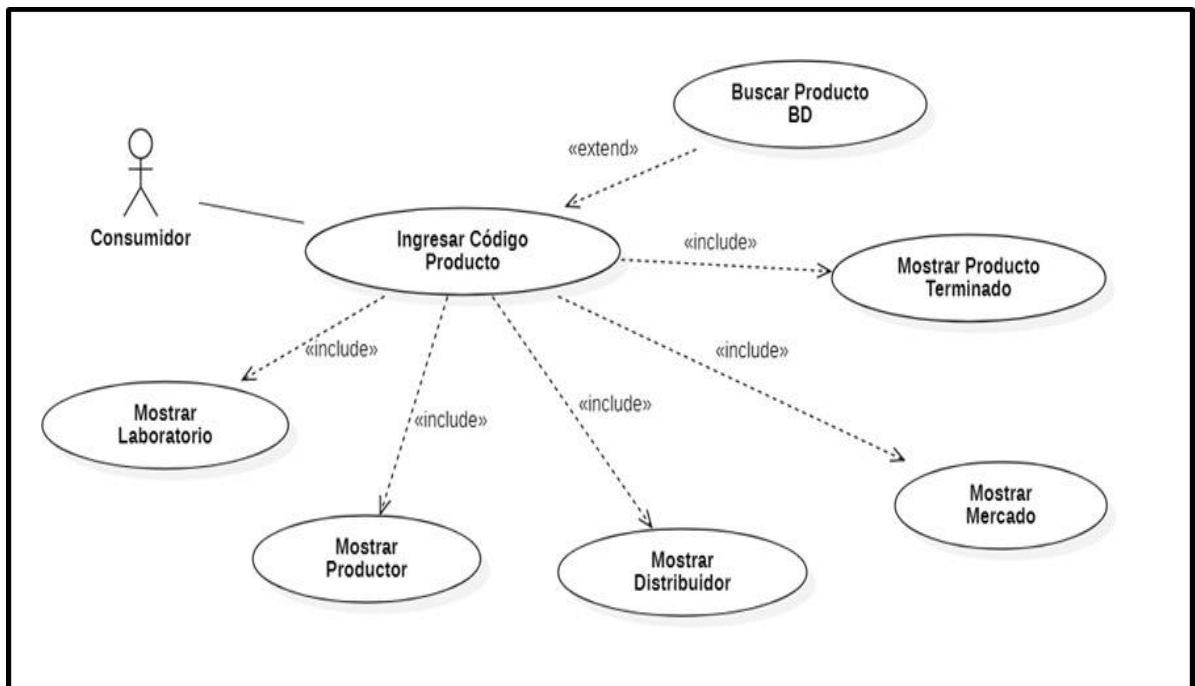 Buscar Producto
BD
«extend»
Consumidor
Ingresar Código
Producto
«include»
Mostrar Producto
Terminado
«include»
«include»
«include»
«include»
Mostrar
Laboratorio
Mostrar
Productor
Mostrar
Distribuidor
Mostrar
Mercado